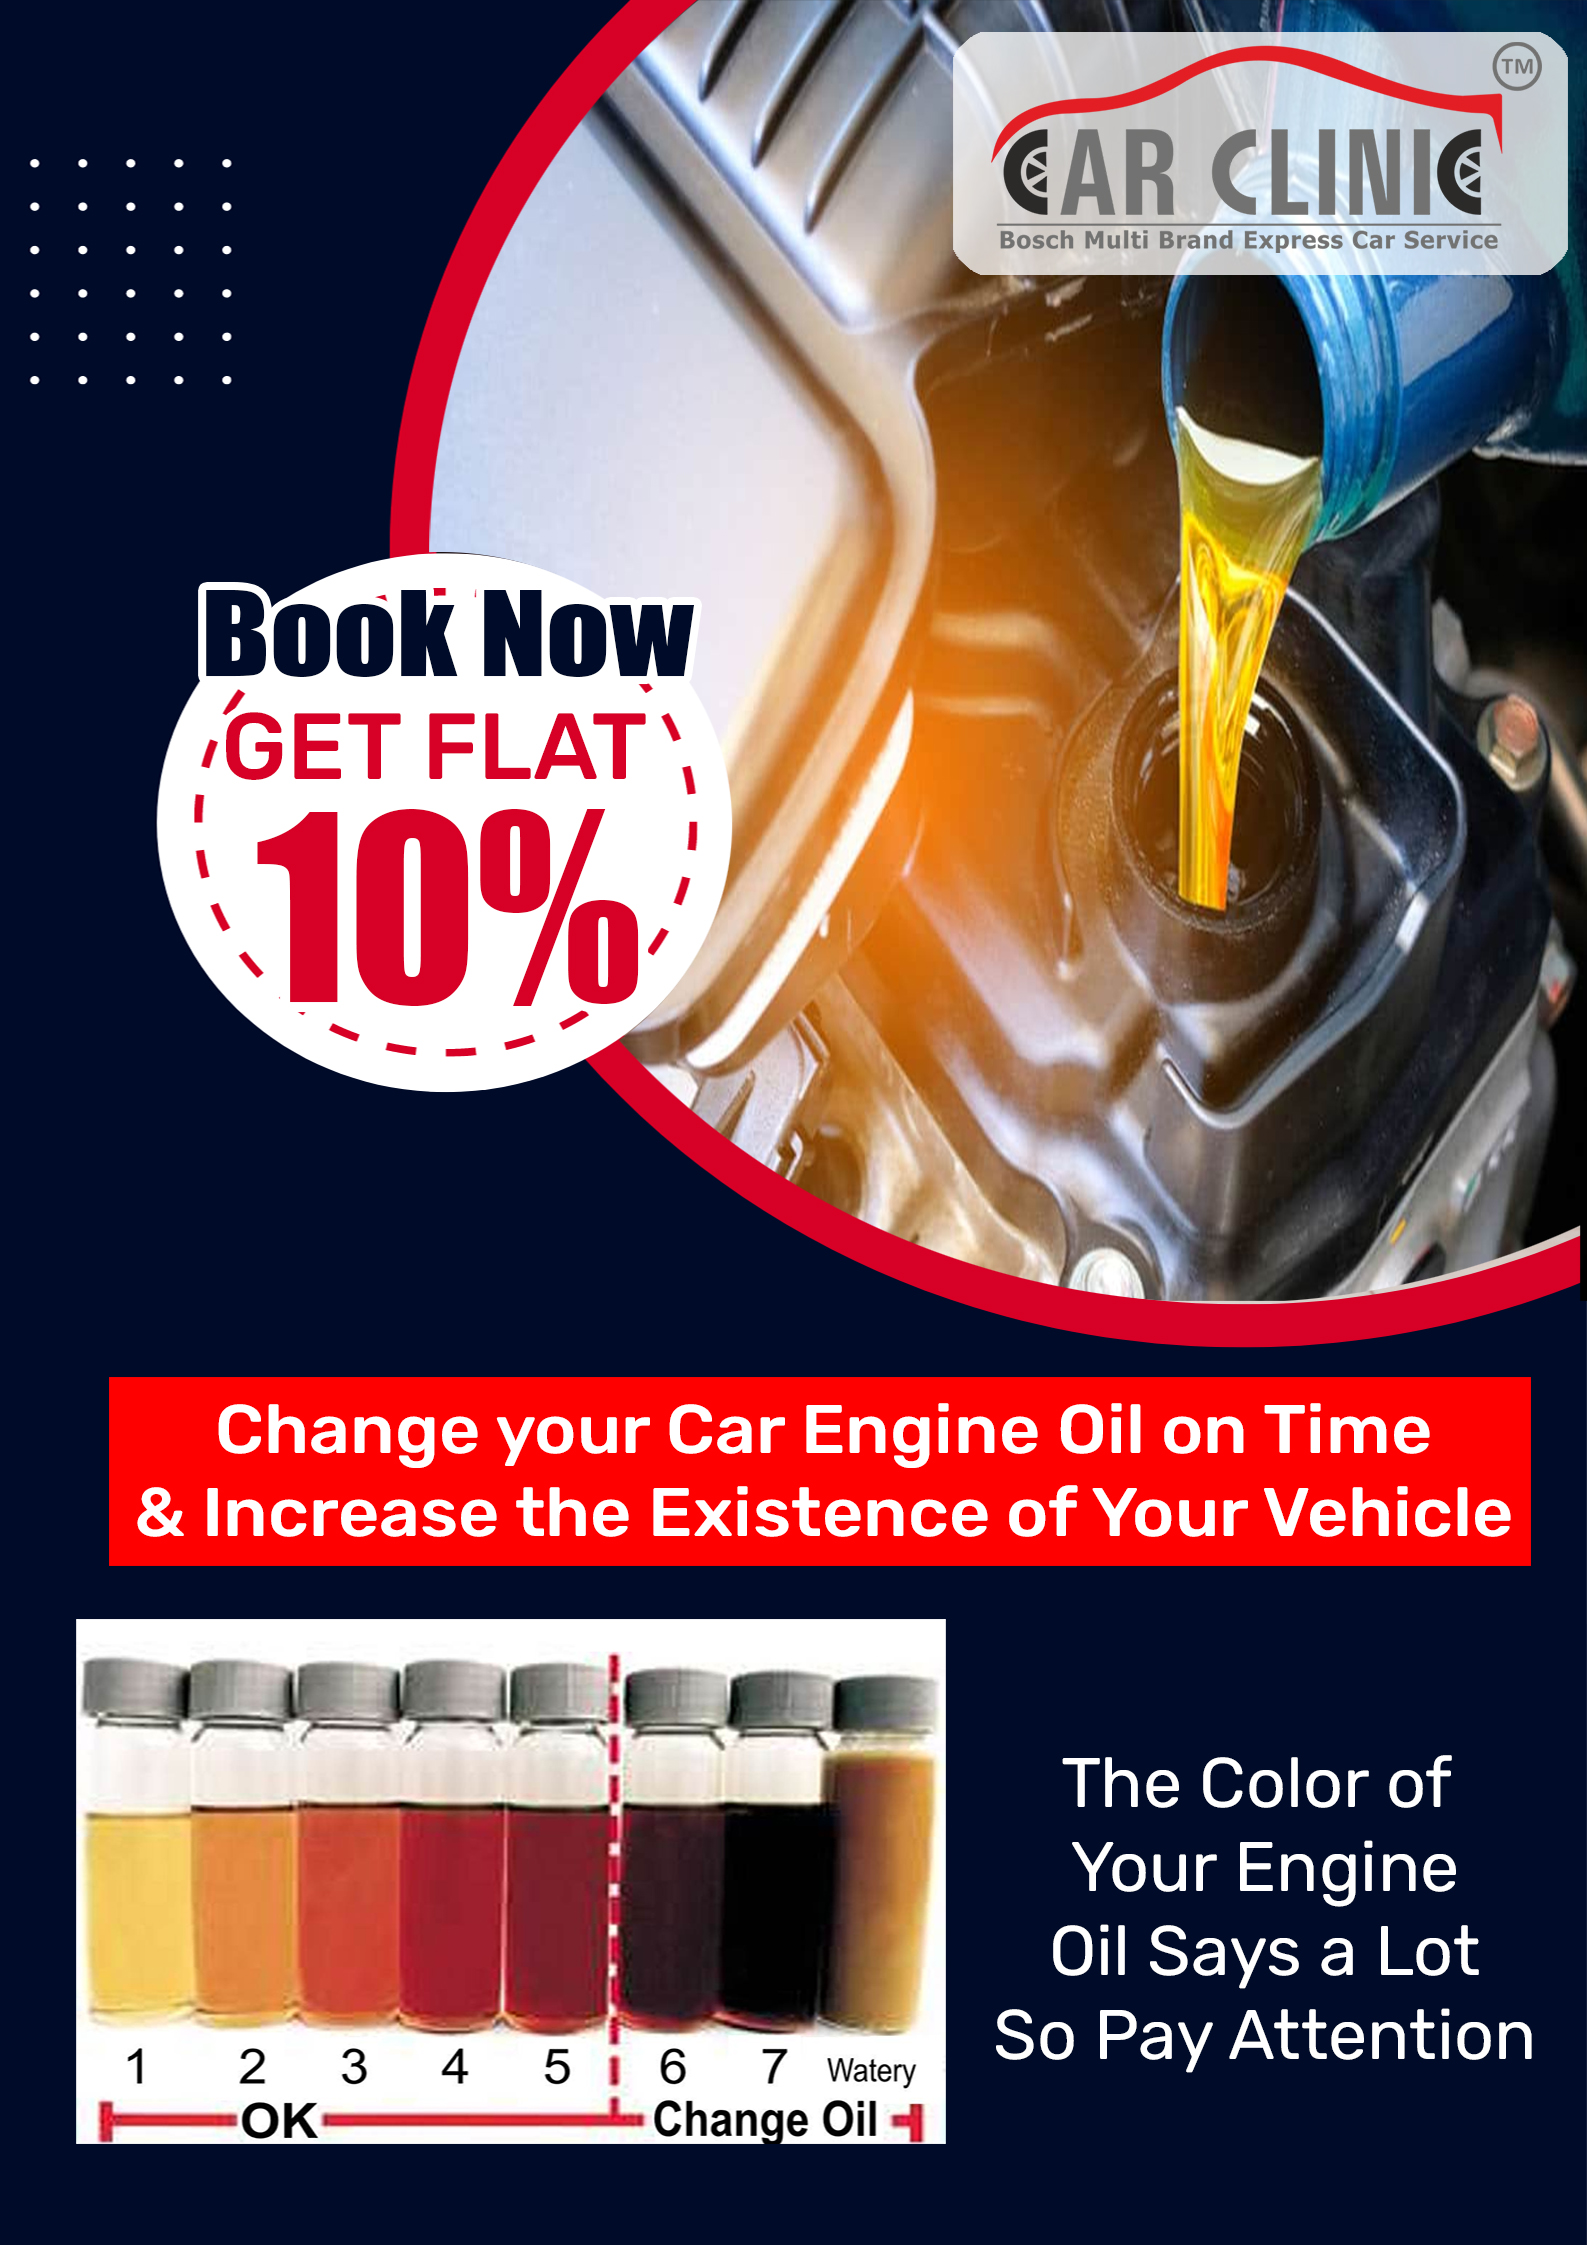 TM
CAR CLINIC
Bosch Multi Brand Express Car Service
Book Now
GET FLAT
10%
Change your Car Engine Oil on Time
& Increase the Existence of Your Vehicle
The Color of
Your Engine
Oil Says a Lot
So Pay Attention
1 2 3 4 5 6 7 Watery
OK Change Oil